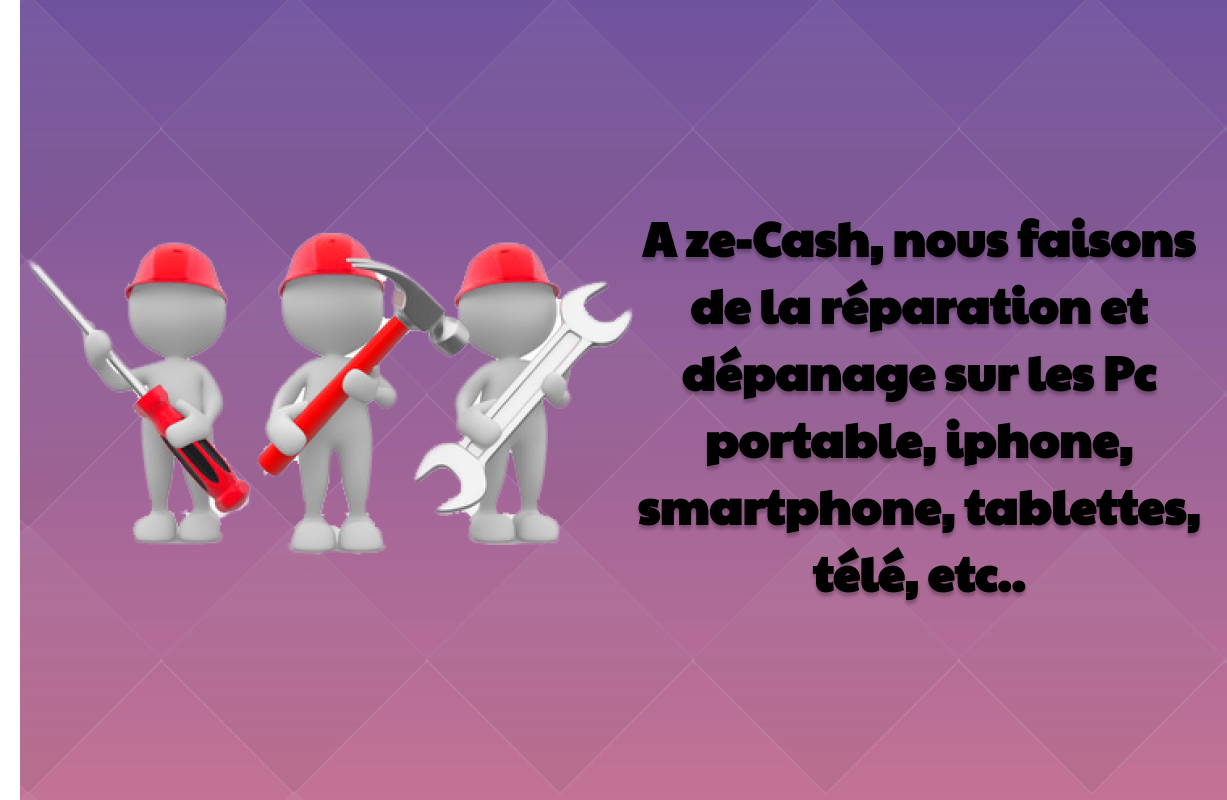 A ze-Cash, nous faisons
de la réparation et
dépanage sur les Pc
portable, iphone,
smartphone, tablettes,
télé, etc..